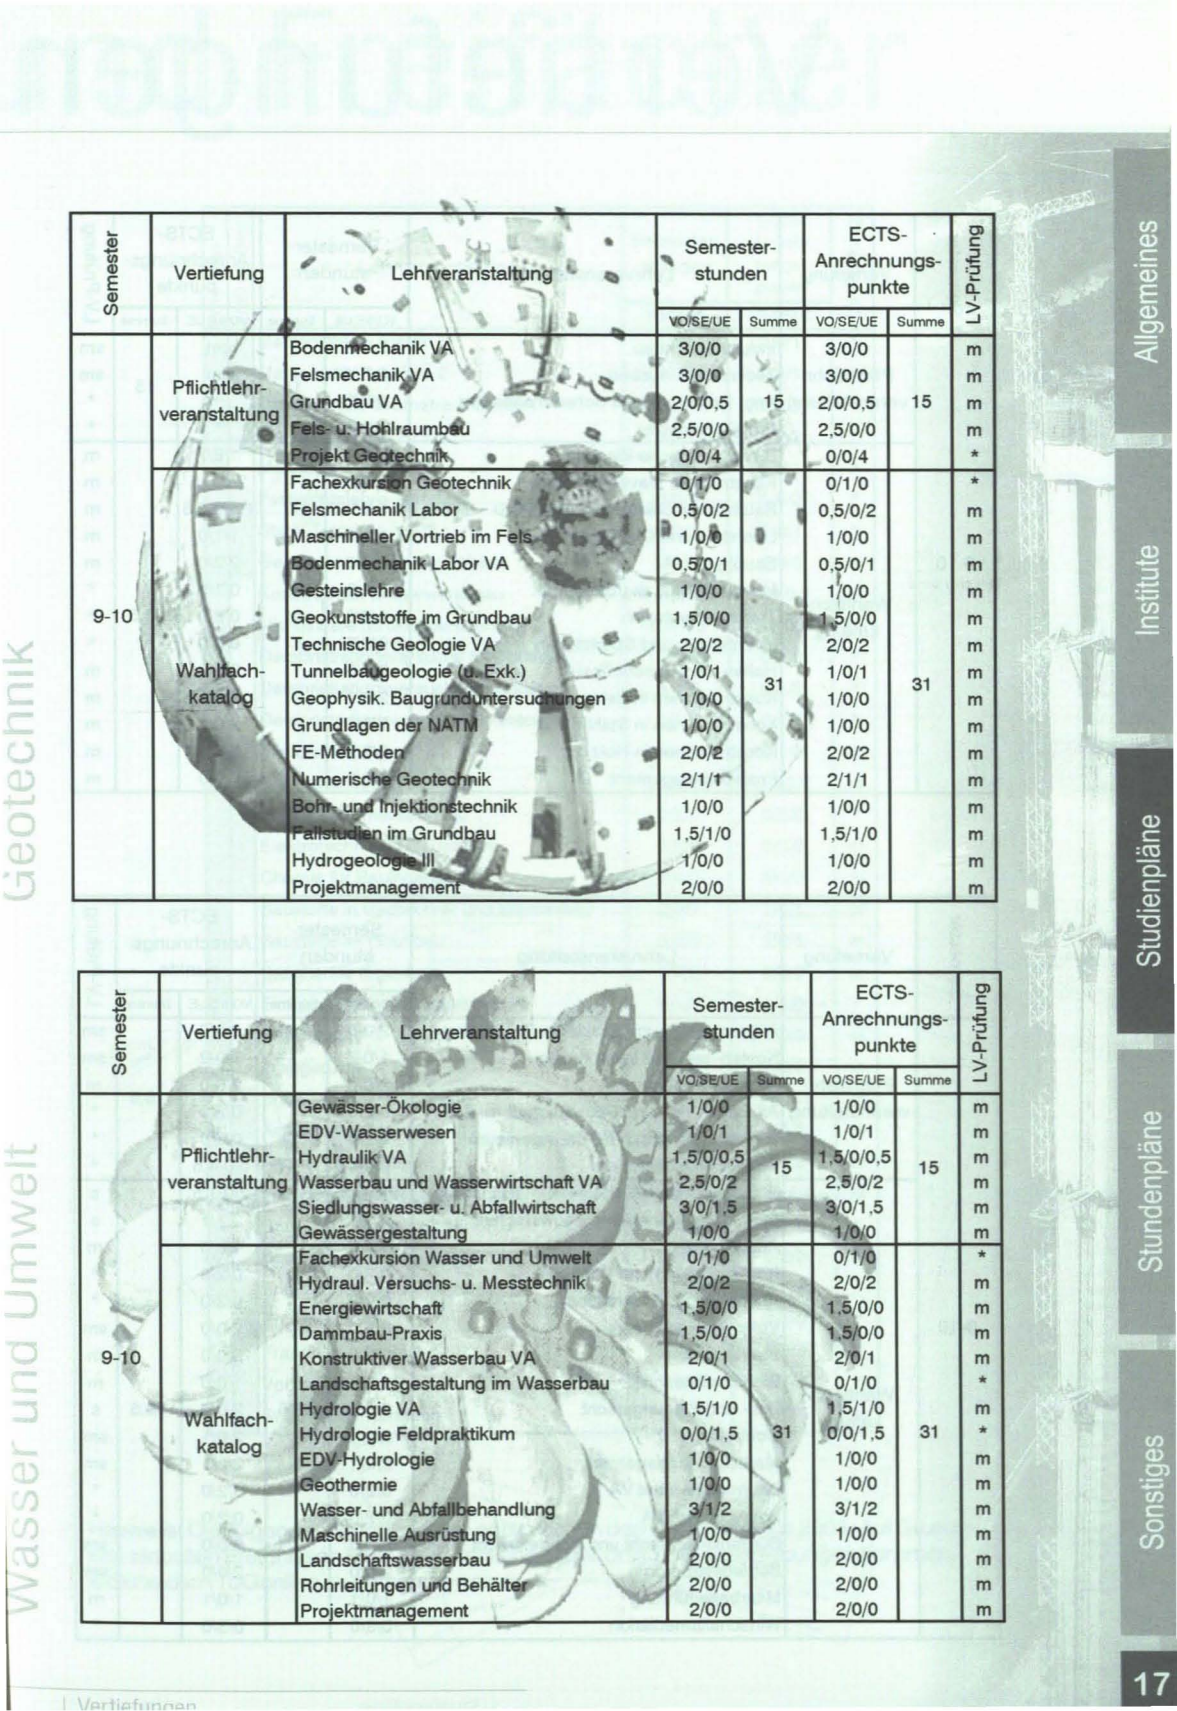 Geotechnik
Semester | Vertiefung | Lehrveranstaltung | Semester-stunden | ECTS-Anrechnungs-punkte | LV-Prüfung
VO/SE/UE | Summe | VO/SE/UE | Summe
9-10
Pflichtlehr-
veranstaltung
Bodenmechanik VA 3/0/0 3/0/0 m
Felsmechanik VA 3/0/0 3/0/0 m
Grundbau VA 2/0/0,5 15 2/0/0,5 15 m
Fels- u. Hohlraumbau 2,5/0/0 2,5/0/0 m
Projekt Geotechnik 0/0/4 0/0/4 *
Wahlfach-
katalog
Fachexkursion Geotechnik 0/1/0 0/1/0 *
Felsmechanik Labor 0,5/0/2 0,5/0/2 m
Maschineller Vortrieb im Fels 1/0/0 1/0/0 m
Bodenmechanik Labor VA 0,5/0/1 0,5/0/1 m
Gesteinslehre 1/0/0 1/0/0 m
Geokunststoffe im Grundbau 1,5/0/0 1,5/0/0 m
Technische Geologie VA 2/0/2 2/0/2 m
Tunnelbaugeologie (u. Exk.) 1/0/1 31 1/0/1 31 m
Geophysik. Baugrunduntersuchungen 1/0/0 1/0/0 m
Grundlagen der NATM 1/0/0 1/0/0 m
FE-Methoden 2/0/2 2/0/2 m
Numerische Geotechnik 2/1/1 2/1/1 m
Bohr- und Injektionstechnik 1/0/0 1/0/0 m
Fallstudien im Grundbau 1,5/1/0 1,5/1/0 m
Hydrogeologie III 1/0/0 1/0/0 m
Projektmanagement 2/0/0 2/0/0 m
Wasser und Umwelt
Semester | Vertiefung | Lehrveranstaltung | Semester-stunden | ECTS-Anrechnungs-punkte | LV-Prüfung
VO/SE/UE | Summe | VO/SE/UE | Summe
9-10
Pflichtlehr-
veranstaltung
Gewässer-Ökologie 1/0/0 1/0/0 m
EDV-Wasserwesen 1/0/1 1/0/1 m
Hydraulik VA 1,5/0/0,5 15 1,5/0/0,5 15 m
Wasserbau und Wasserwirtschaft VA 2,5/0/2 2,5/0/2 m
Siedlungswasser- u. Abfallwirtschaft 3/0/1,5 3/0/1,5 m
Gewässergestaltung 1/0/0 1/0/0 m
Wahlfach-
katalog
Fachexkursion Wasser und Umwelt 0/1/0 0/1/0 *
Hydraul. Versuchs- u. Messtechnik 2/0/2 2/0/2 m
Energiewirtschaft 1,5/0/0 1,5/0/0 m
Dammbau-Praxis 1,5/0/0 1,5/0/0 m
Konstruktiver Wasserbau VA 2/0/1 2/0/1 m
Landschaftsgestaltung im Wasserbau 0/1/0 0/1/0 *
Hydrologie VA 1,5/1/0 1,5/1/0 m
Hydrologie Feldpraktikum 0/0/1,5 31 0/0/1,5 31 *
EDV-Hydrologie 1/0/0 1/0/0 m
Geothermie 1/0/0 1/0/0 m
Wasser- und Abfallbehandlung 3/1/2 3/1/2 m
Maschinelle Ausrüstung 1/0/0 1/0/0 m
Landschaftswasserbau 2/0/0 2/0/0 m
Rohrleitungen und Behälter 2/0/0 2/0/0 m
Projektmanagement 2/0/0 2/0/0 m
Allgemeines
Institute
Studienpläne
Stundenpläne
Sonstiges
Vertiefungen
17